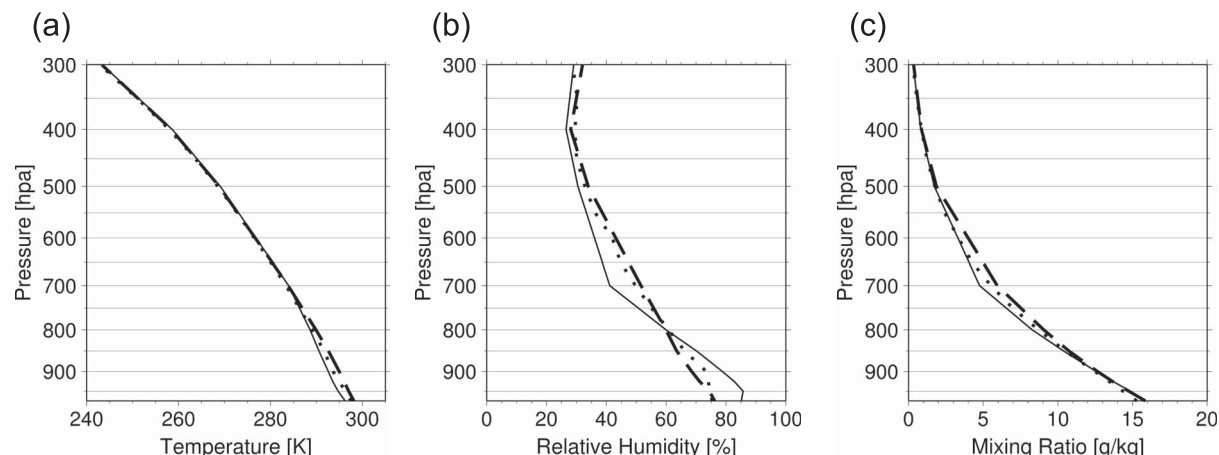 (a)
(b)
(c)
300
400
500
600
700
800
900
Pressure [hpa]
240 260 280 300
Temperature [K]
300
400
500
600
700
800
900
Pressure [hpa]
0 20 40 60 80 100
Relative Humidity [%]
300
400
500
600
700
800
900
Pressure [hpa]
0 5 10 15 20
Mixing Ratio [g/kg]